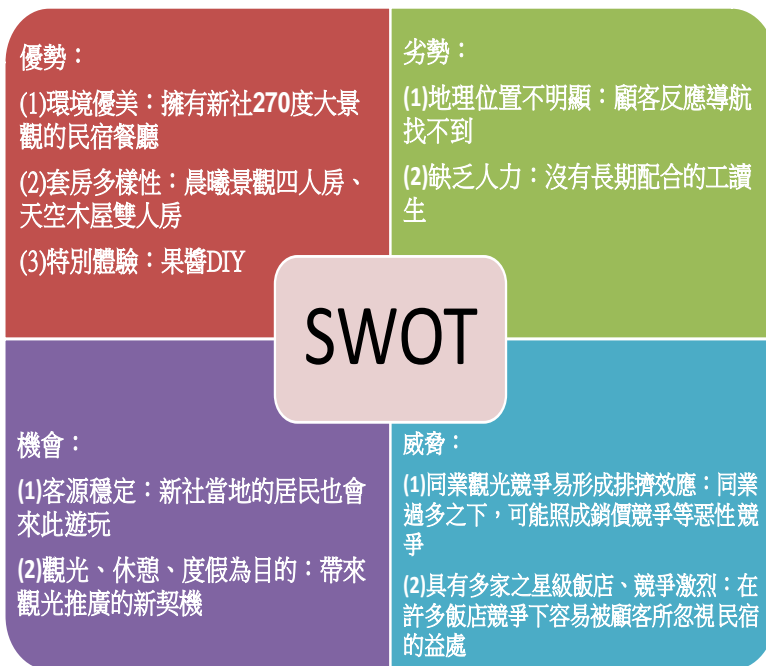 優勢：
(1)環境優美：擁有新社270度大景
觀的民宿餐廳
(2)套房多樣性：晨曦景觀四人房、
天空木屋雙人房
(3)特別體驗：果醬DIY
劣勢：
(1)地理位置不明顯：顧客反應導航
找不到
(2)缺乏人力：沒有長期配合的工讀
生
SWOT
機會：
(1)客源穩定：新社當地的居民也會
來此遊玩
(2)觀光、休憩、度假為目的：帶來
觀光推廣的新契機
威脅：
(1)同業觀光競爭易形成排擠效應：同業
過多之下，可能照成銷價競爭等惡性競
爭
(2)具有多家之星級飯店、競爭激烈：在
許多飯店競爭下容易被顧客所忽視民宿
的益處